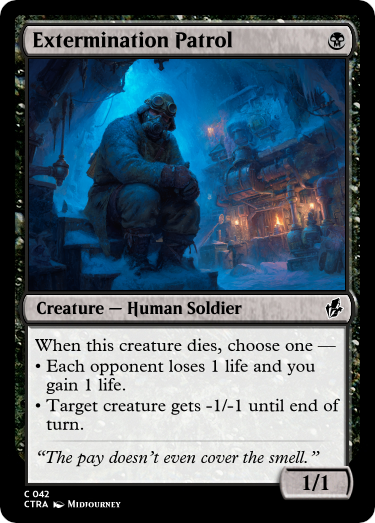 Extermination Patrol
Creature — Human Soldier
When this creature dies, choose one —
• Each opponent loses 1 life and you
gain 1 life.
• Target creature gets -1/-1 until end of
turn.
“The pay doesn’t even cover the smell.”
1/1
C 042
CTRA Midjourney